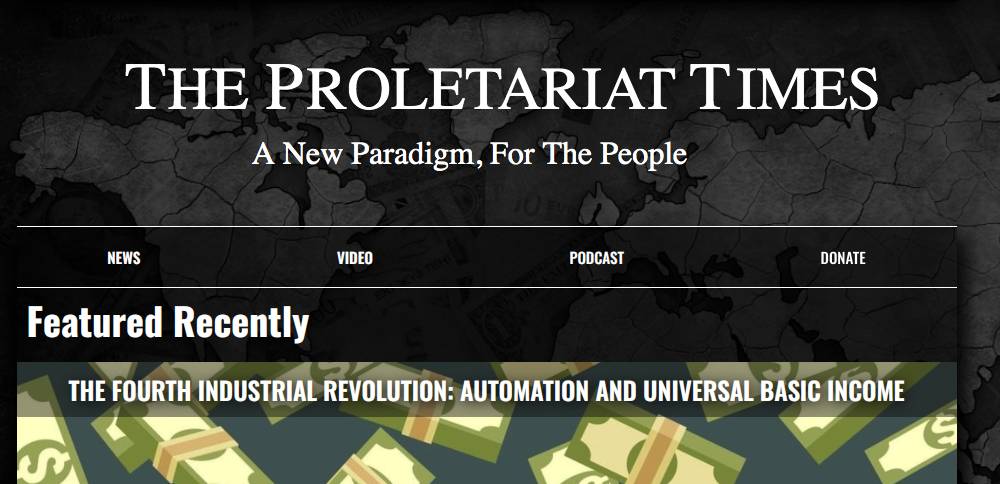 THE PROLETARIAT TIMES
A New Paradigm, For The People
NEWS VIDEO PODCAST DONATE
Featured Recently
THE FOURTH INDUSTRIAL REVOLUTION: AUTOMATION AND UNIVERSAL BASIC INCOME